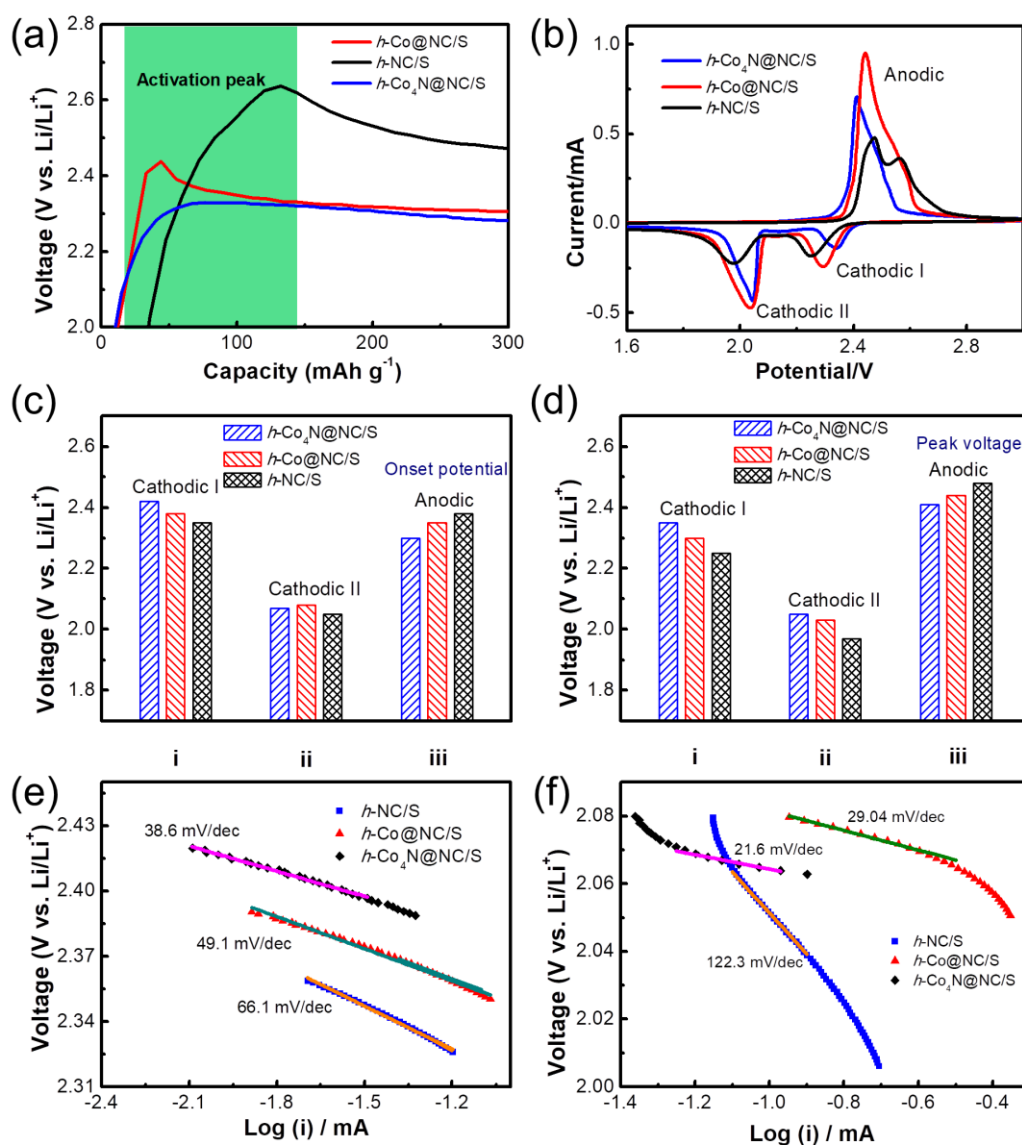 (a)
2.8
2.6
2.4
2.2
2.0
Voltage (V vs. Li/Li⁺)
Activation peak
h-Co@NC/S
h-NC/S
h-Co₄N@NC/S
0 100 200 300
Capacity (mAh g⁻¹)
(b)
1.0
0.5
0.0
-0.5
Current/mA
h-Co₄N@NC/S
h-Co@NC/S
h-NC/S
Anodic
Cathodic I
Cathodic II
1.6 2.0 2.4 2.8
Potential/V
(c)
2.6
2.4
2.2
2.0
1.8
Voltage (V vs. Li/Li⁺)
h-Co₄N@NC/S
h-Co@NC/S
h-NC/S
Onset potential
Cathodic I
Anodic
Cathodic II
i ii iii
(d)
2.6
2.4
2.2
2.0
1.8
Voltage (V vs. Li/Li⁺)
h-Co₄N@NC/S
h-Co@NC/S
h-NC/S
Peak voltage
Anodic
Cathodic I
Cathodic II
i ii iii
(e)
2.43
2.40
2.37
2.34
2.31
Voltage (V vs. Li/Li⁺)
h-NC/S
h-Co@NC/S
h-Co₄N@NC/S
38.6 mV/dec
49.1 mV/dec
66.1 mV/dec
-2.4 -2.1 -1.8 -1.5 -1.2
Log (i) / mA
(f)
2.08
2.06
2.04
2.02
2.00
Voltage (V vs. Li/Li⁺)
29.04 mV/dec
21.6 mV/dec
122.3 mV/dec
h-NC/S
h-Co@NC/S
h-Co₄N@NC/S
-1.4 -1.2 -1.0 -0.8 -0.6 -0.4
Log (i) / mA